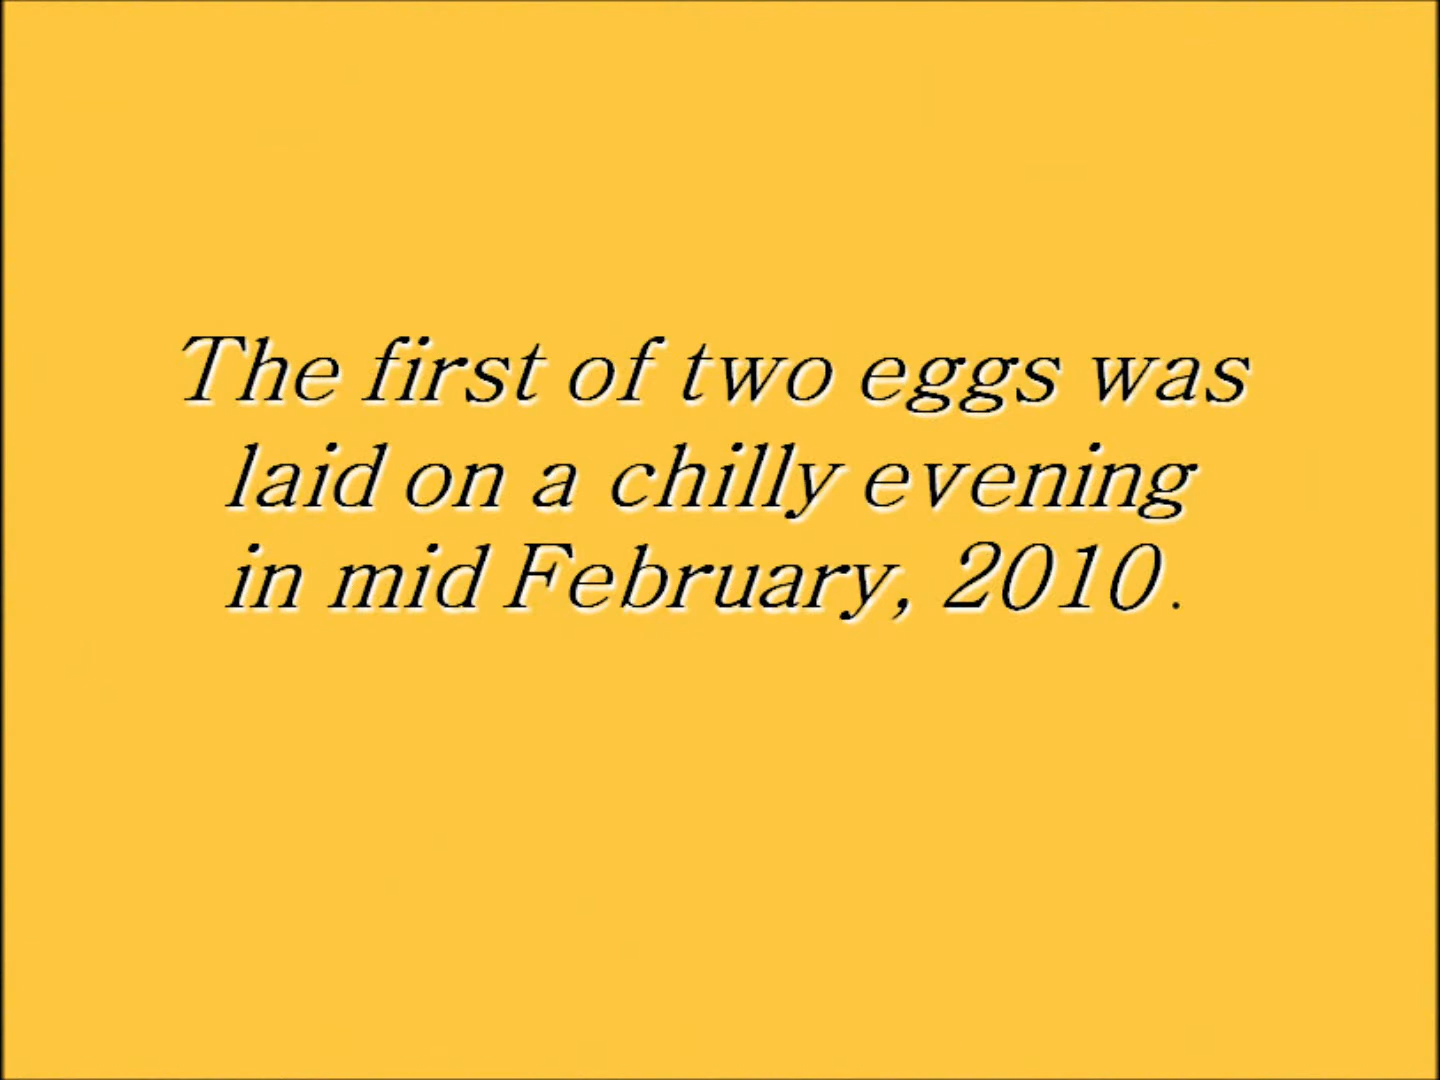 The first of two eggs was
laid on a chilly evening
in mid February, 2010.